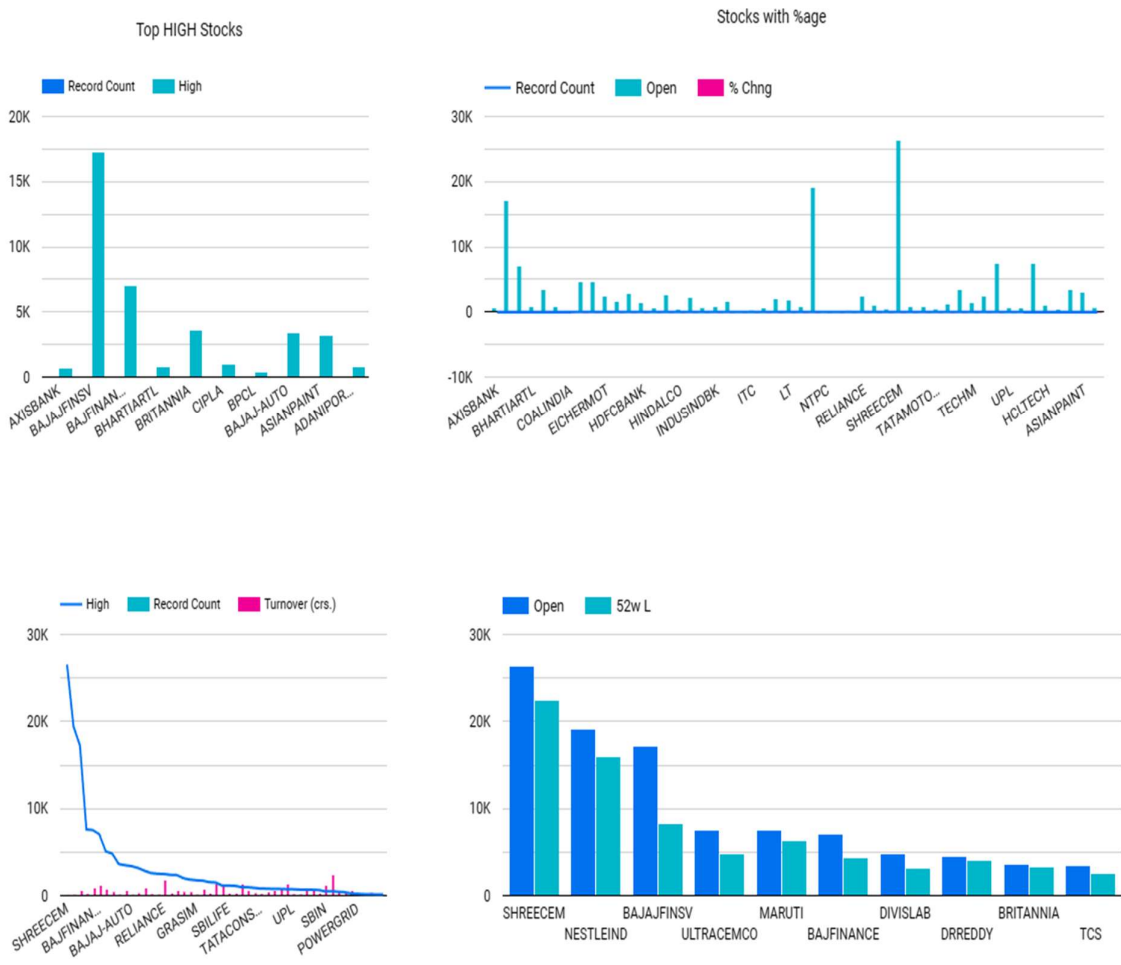 Top HIGH Stocks
Record Count High
20K
15K
10K
5K
0
AXISBANK
BAJAJFINSV
BAJFINAN...
BHARTIARTL
BRITANNIA
CIPLA
BPCL
BAJAJ-AUTO
ASIANPAINT
ADANIPOR...
Stocks with %age
Record Count Open % Chng
30K
20K
10K
0
-10K
AXISBANK
BHARTIARTL
COALINDIA
EICHERMOT
HDFCBANK
HINDALCO
INDUSINDBK
ITC
LT
NTPC
RELIANCE
SHREECEM
TATAMOTO...
TECHM
UPL
HCLTECH
ASIANPAINT
High Record Count Turnover (crs.)
30K
20K
10K
0
SHREECEM
BAJFINAN...
BAJAJ-AUTO
RELIANCE
GRASIM
SBILIFE
TATACONS...
UPL
SBIN
POWERGRID
Open 52w L
30K
20K
10K
0
SHREECEM BAJAJFINSV MARUTI DIVISLAB BRITANNIA
NESTLEIND ULTRACEMCO BAJFINANCE DRREDDY TCS